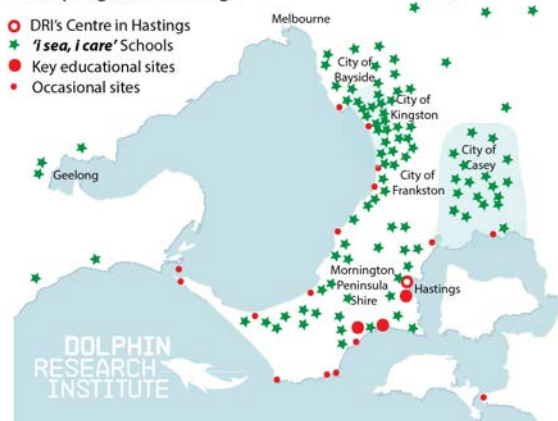 Melbourne
DRI's Centre in Hastings
'i sea, i care' Schools
Key educational sites
Occasional sites
City of
Bayside
City of
Kingston
City of
Casey
City of
Frankston
Geelong
Mornington
Peninsula
Shire
Hastings
DOLPHIN
RESEARCH
INSTITUTE